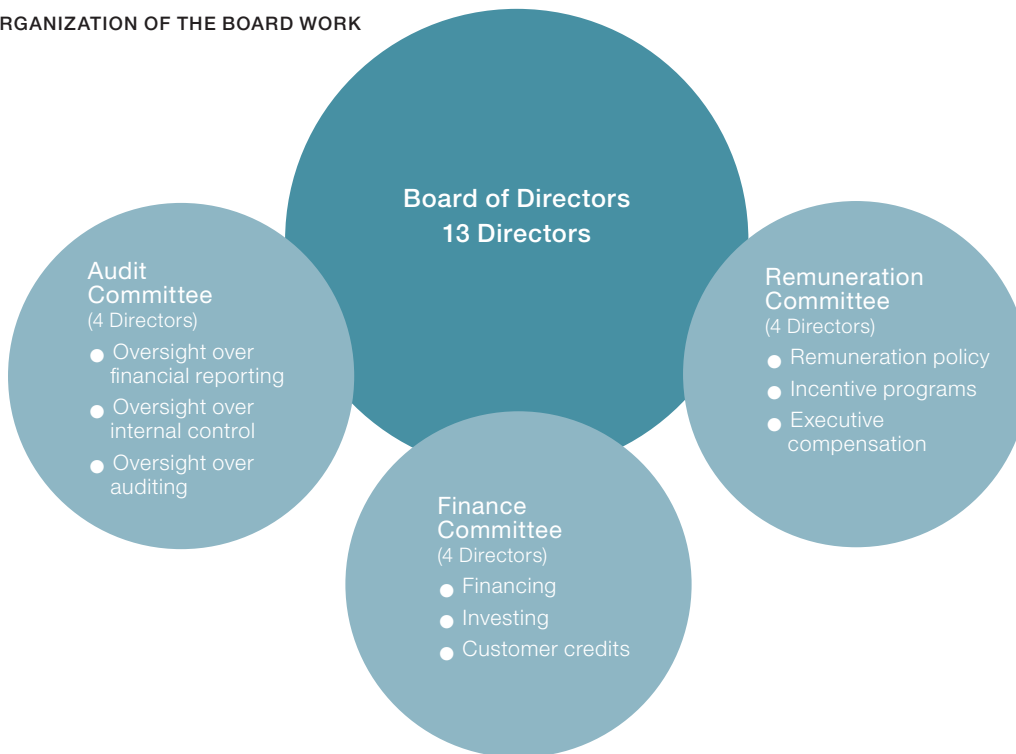 RGANIZATION OF THE BOARD WORK
Board of Directors
13 Directors
Audit
Committee
(4 Directors)
● Oversight over
financial reporting
● Oversight over
internal control
● Oversight over
auditing
Finance
Committee
(4 Directors)
● Financing
● Investing
● Customer credits
Remuneration
Committee
(4 Directors)
● Remuneration policy
● Incentive programs
● Executive
compensation